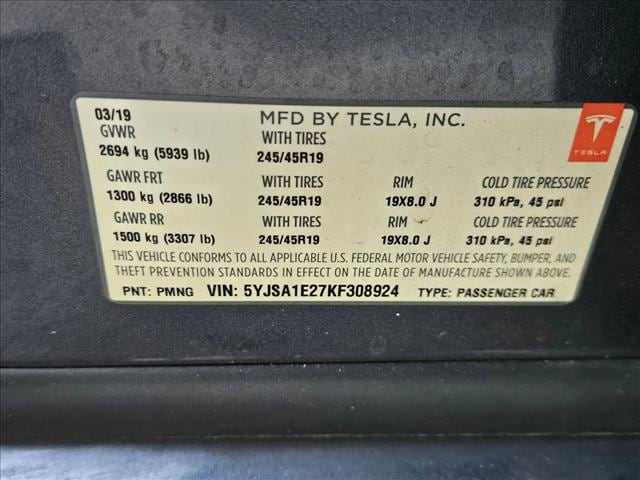 03/19 MFD BY TESLA, INC.
GVWR WITH TIRES
2694 kg (5939 lb) 245/45R19
TESLA
GAWR FRT WITH TIRES RIM COLD TIRE PRESSURE
1300 kg (2866 lb) 245/45R19 19X8.0 J 310 kPa, 45 psi
GAWR RR WITH TIRES RIM COLD TIRE PRESSURE
1500 kg (3307 lb) 245/45R19 19X8.0 J 310 kPa, 45 psi
THIS VEHICLE CONFORMS TO ALL APPLICABLE U.S. FEDERAL MOTOR VEHICLE SAFETY, BUMPER, AND
THEFT PREVENTION STANDARDS IN EFFECT ON THE DATE OF MANUFACTURE SHOWN ABOVE.
PNT: PMNG VIN: 5YJSA1E27KF308924 TYPE: PASSENGER CAR